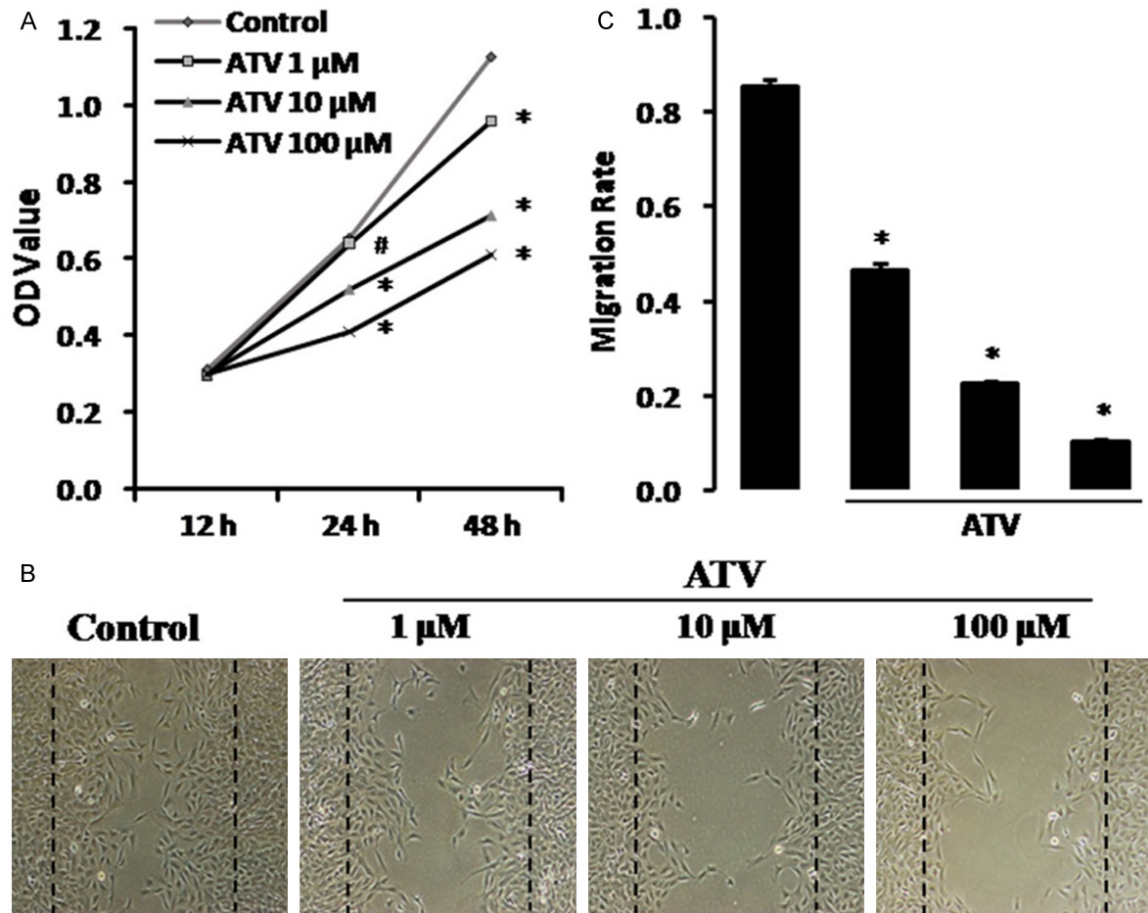 A
1.2
1.0
0.8
0.6
0.4
0.2
0.0
OD Value
Control
ATV 1 µM
ATV 10 µM
ATV 100 µM
#
*
*
*
*
*
12 h
24 h
48 h
C
1.0
0.8
0.6
0.4
0.2
0.0
Migration Rate
*
*
*
ATV
B
ATV
Control
1 µM
10 µM
100 µM